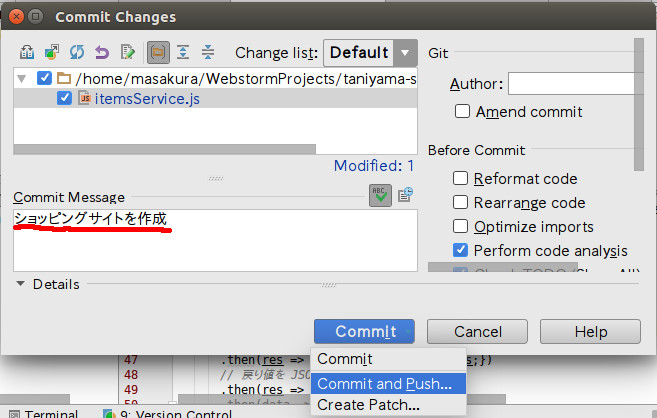 Commit Changes
Change list: Default
/home/masakura/WebstormProjects/taniyama-s
itemsService.js
Modified: 1
Commit Message
ショッピングサイトを作成
Git
Author:
Amend commit
Before Commit
Reformat code
Rearrange code
Optimize imports
Perform code analysis
Details
Commit
Cancel
Help
Commit
Commit and Push...
Create Patch...
47
.then(res =>
48
// 戻り値を JSO
49
.then(res =>
50
Terminal
9: Version Control